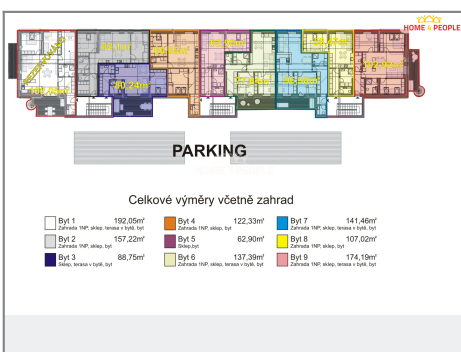 HOME & PEOPLE
REZERVOVÁNO
PARKING
Celkové výměry včetně zahrad
Byt 1 192,05m²
Zahrada 1NP, sklep, terasa v bytě, byt
Byt 2 157,22m²
Zahrada 1NP, sklep, terasa v bytě, byt
Byt 3 88,75m²
Sklep, terasa v bytě, byt
Byt 4 122,33m²
Zahrada 1NP, sklep, byt
Byt 5 62,90m²
Sklep,byt
Byt 6 137,39m²
Zahrada 1NP, sklep, byt
Byt 7 141,46m²
Zahrada 1NP, sklep, terasa v bytě, byt
Byt 8 107,02m²
Zahrada 1NP, sklep, byt
Byt 9 174,19m²
Zahrada 1NP, sklep, terasa v bytě, byt